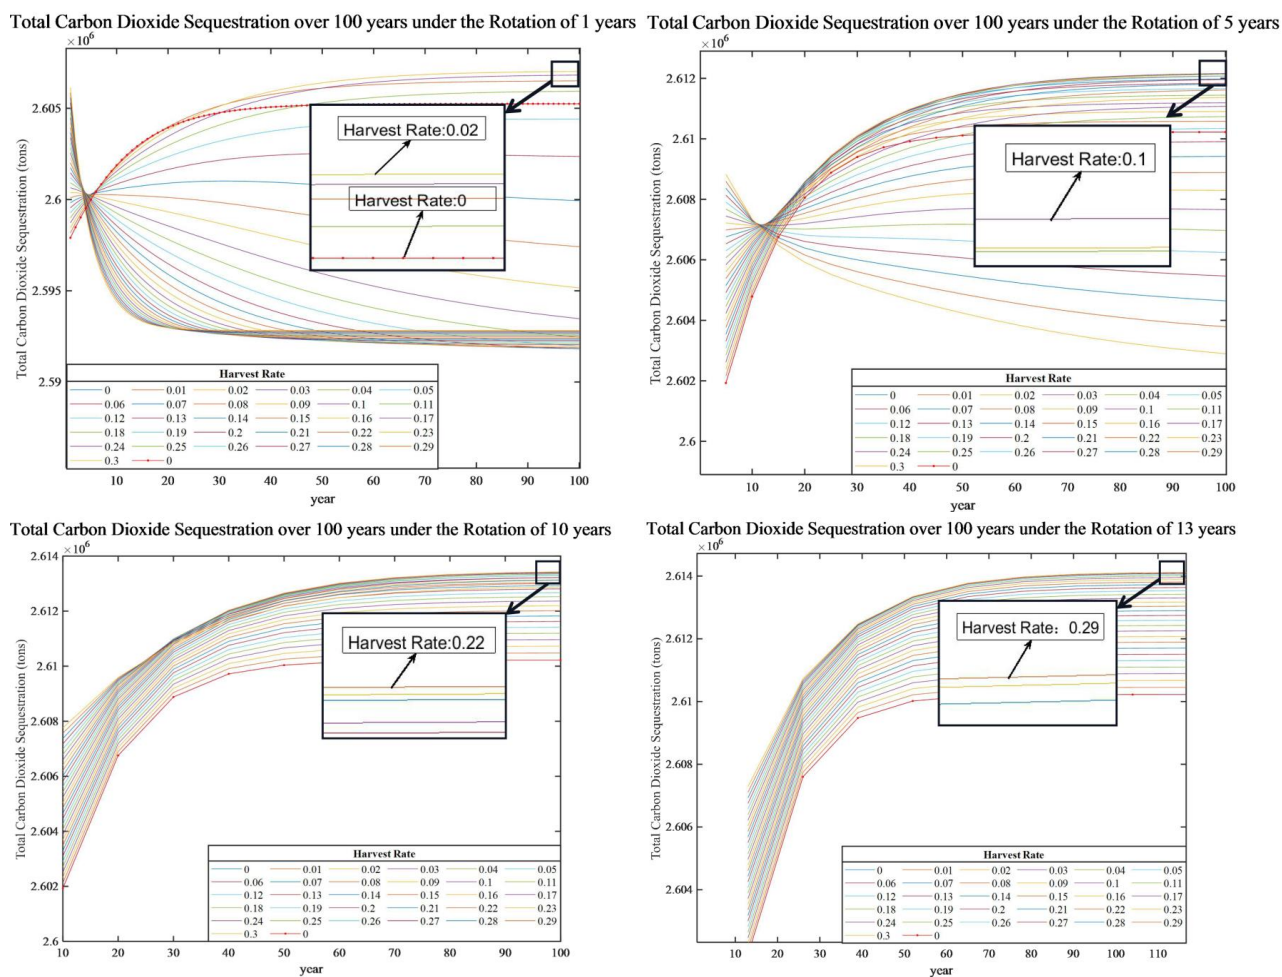 Total Carbon Dioxide Sequestration over 100 years under the Rotation of 1 years
×10⁶
Total Carbon Dioxide Sequestration (tons)
2.605
2.6
2.595
2.59
Harvest Rate:0.02
Harvest Rate:0
Harvest Rate
0 0.01 0.02 0.03 0.04 0.05
0.06 0.07 0.08 0.09 0.1 0.11
0.12 0.13 0.14 0.15 0.16 0.17
0.18 0.19 0.2 0.21 0.22 0.23
0.24 0.25 0.26 0.27 0.28 0.29
0.3 0
10 20 30 40 50 60 70 80 90 100
year
Total Carbon Dioxide Sequestration over 100 years under the Rotation of 5 years
×10⁶
Total Carbon Dioxide Sequestration (tons)
2.612
2.61
2.608
2.606
2.604
2.602
2.6
Harvest Rate:0.1
Harvest Rate
0 0.01 0.02 0.03 0.04 0.05
0.06 0.07 0.08 0.09 0.1 0.11
0.12 0.13 0.14 0.15 0.16 0.17
0.18 0.19 0.2 0.21 0.22 0.23
0.24 0.25 0.26 0.27 0.28 0.29
0.3 0
10 20 30 40 50 60 70 80 90 100
year
Total Carbon Dioxide Sequestration over 100 years under the Rotation of 10 years
×10⁶
Total Carbon Dioxide Sequestration (tons)
2.614
2.612
2.61
2.608
2.606
2.604
2.602
2.6
Harvest Rate:0.22
Harvest Rate
0 0.01 0.02 0.03 0.04 0.05
0.06 0.07 0.08 0.09 0.1 0.11
0.12 0.13 0.14 0.15 0.16 0.17
0.18 0.19 0.2 0.21 0.22 0.23
0.24 0.25 0.26 0.27 0.28 0.29
0.3 0
10 20 30 40 50 60 70 80 90 100
year
Total Carbon Dioxide Sequestration over 100 years under the Rotation of 13 years
×10⁶
Total Carbon Dioxide Sequestration (tons)
2.614
2.612
2.61
2.608
2.606
2.604
Harvest Rate：0.29
Harvest Rate
0 0.01 0.02 0.03 0.04 0.05
0.06 0.07 0.08 0.09 0.1 0.11
0.12 0.13 0.14 0.15 0.16 0.17
0.18 0.19 0.2 0.21 0.22 0.23
0.24 0.25 0.26 0.27 0.28 0.29
0.3 0
10 20 30 40 50 60 70 80 90 100 110
year